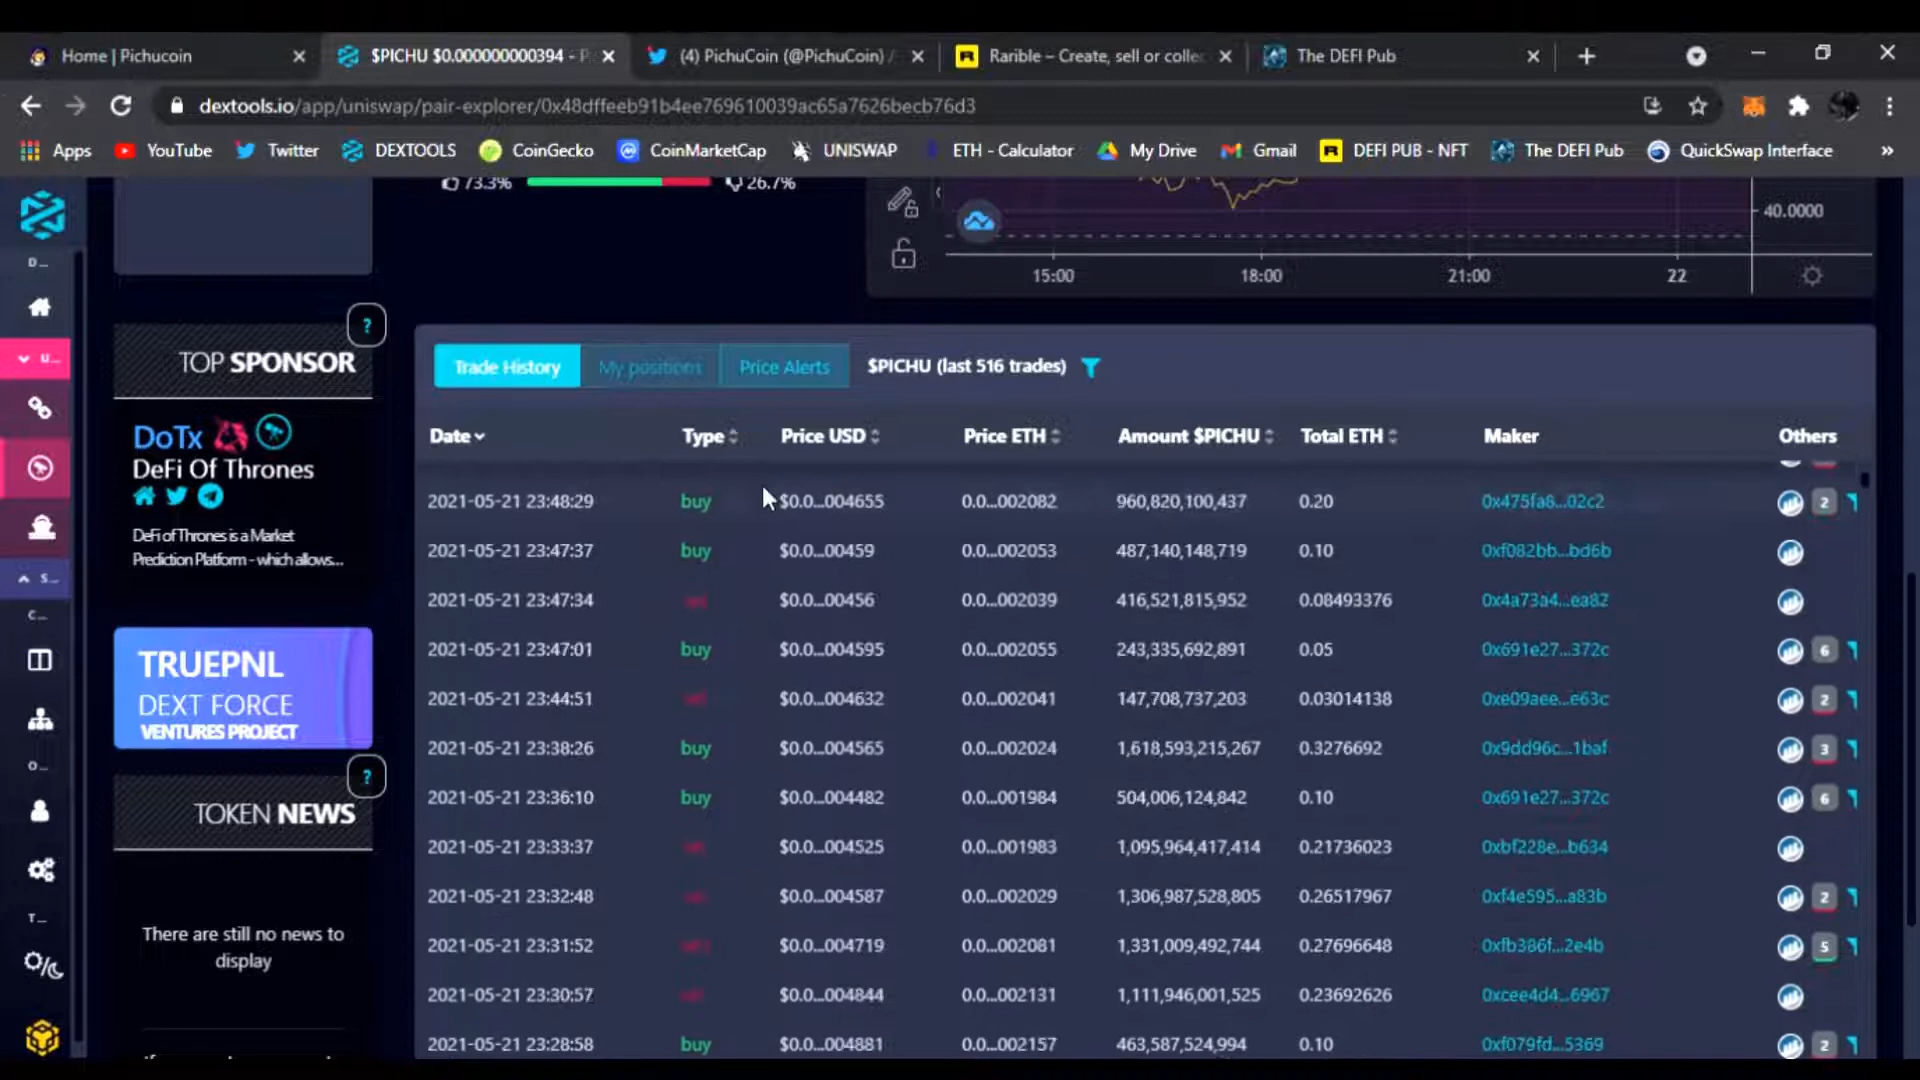 Home | Pichucoin
$PICHU $0.000000000394 - P
(4) PichuCoin (@PichuCoin) /
Rarible – Create, sell or collec
The DEFI Pub
dextools.io/app/uniswap/pair-explorer/0x48dffeeb91b4ee769610039ac65a7626becb76d3
Apps YouTube Twitter DEXTOOLS CoinGecko CoinMarketCap UNISWAP ETH - Calculator My Drive Gmail DEFI PUB - NFT The DEFI Pub QuickSwap Interface »
73.3% 26.7%
40.0000
15:00 18:00 21:00 22
D...
U...
S...
C...
O...
T...
?
TOP SPONSOR
DoTx
DeFi Of Thrones
DeFi of Thrones is a Market
Prediction Platform - which allows...
TRUEPNL
DEXT FORCE
VENTURES PROJECT
?
TOKEN NEWS
There are still no news to
display
Trade History My positions Price Alerts $PICHU (last 516 trades)
Date Type Price USD Price ETH Amount $PICHU Total ETH Maker Others
2021-05-21 23:48:29 buy $0.0...004655 0.0...002082 960,820,100,437 0.20 0x475fa8...02c2 2
2021-05-21 23:47:37 buy $0.0...00459 0.0...002053 487,140,148,719 0.10 0xf082bb...bd6b
2021-05-21 23:47:34 $0.0...00456 0.0...002039 416,521,815,952 0.08493376 0x4a73a4...ea82
2021-05-21 23:47:01 buy $0.0...004595 0.0...002055 243,335,692,891 0.05 0x691e27...372c 6
2021-05-21 23:44:51 $0.0...004632 0.0...002041 147,708,737,203 0.03014138 0xe09aee...e63c 2
2021-05-21 23:38:26 buy $0.0...004565 0.0...002024 1,618,593,215,267 0.3276692 0x9dd96c...1baf 3
2021-05-21 23:36:10 buy $0.0...004482 0.0...001984 504,006,124,842 0.10 0x691e27...372c 6
2021-05-21 23:33:37 $0.0...004525 0.0...001983 1,095,964,417,414 0.21736023 0xbf228e...b634
2021-05-21 23:32:48 $0.0...004587 0.0...002029 1,306,987,528,805 0.26517967 0xf4e595...a83b 2
2021-05-21 23:31:52 $0.0...004719 0.0...002081 1,331,009,492,744 0.27696648 0xfb386f...2e4b 5
2021-05-21 23:30:57 $0.0...004844 0.0...002131 1,111,946,001,525 0.23692626 0xcee4d4...6967
2021-05-21 23:28:58 buy $0.0...004881 0.0...002157 463,587,524,994 0.10 0xf079fd...5369 2